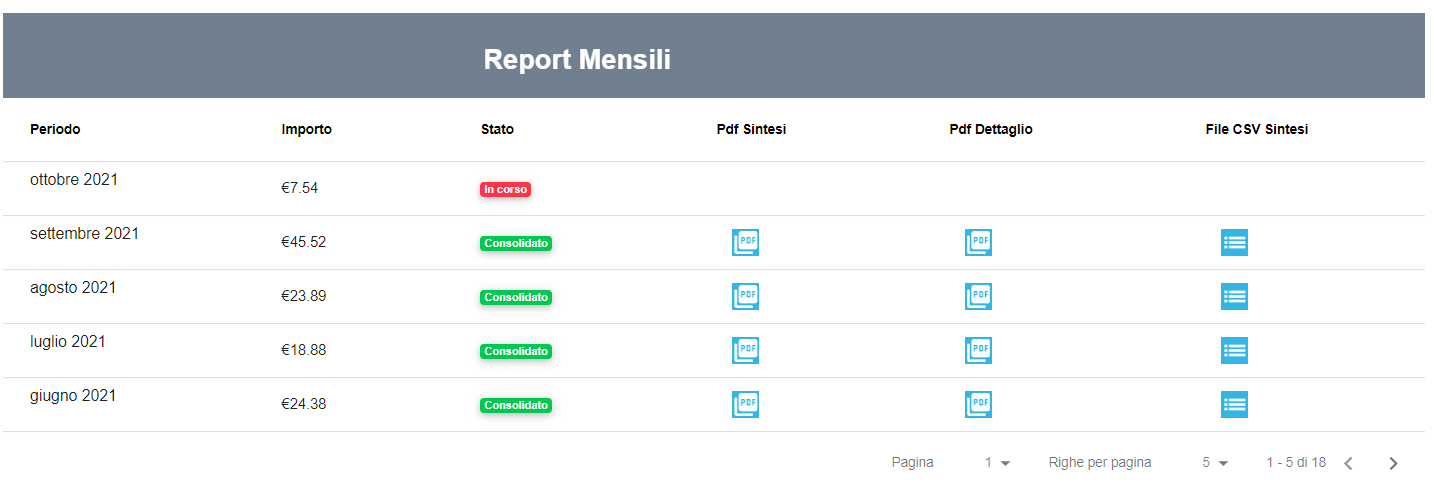 Report Mensili
Periodo Importo Stato Pdf Sintesi Pdf Dettaglio File CSV Sintesi
ottobre 2021 €7.54 In corso
settembre 2021 €45.52 Consolidato PDF PDF
agosto 2021 €23.89 Consolidato PDF PDF
luglio 2021 €18.88 Consolidato PDF PDF
giugno 2021 €24.38 Consolidato PDF PDF
Pagina 1 Righe per pagina 5 1 - 5 di 18